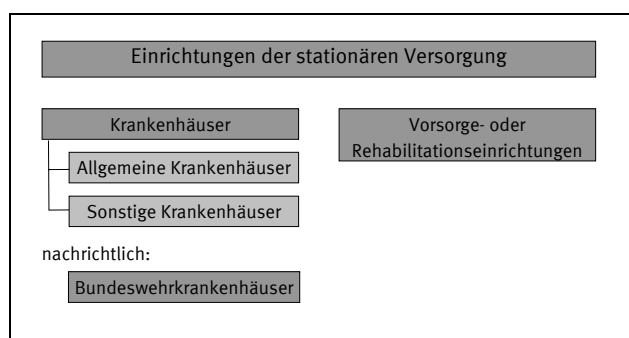 Einrichtungen der stationären Versorgung
Krankenhäuser
Allgemeine Krankenhäuser
Sonstige Krankenhäuser
nachrichtlich:
Bundeswehrkrankenhäuser
Vorsorge- oder
Rehabilitationseinrichtungen